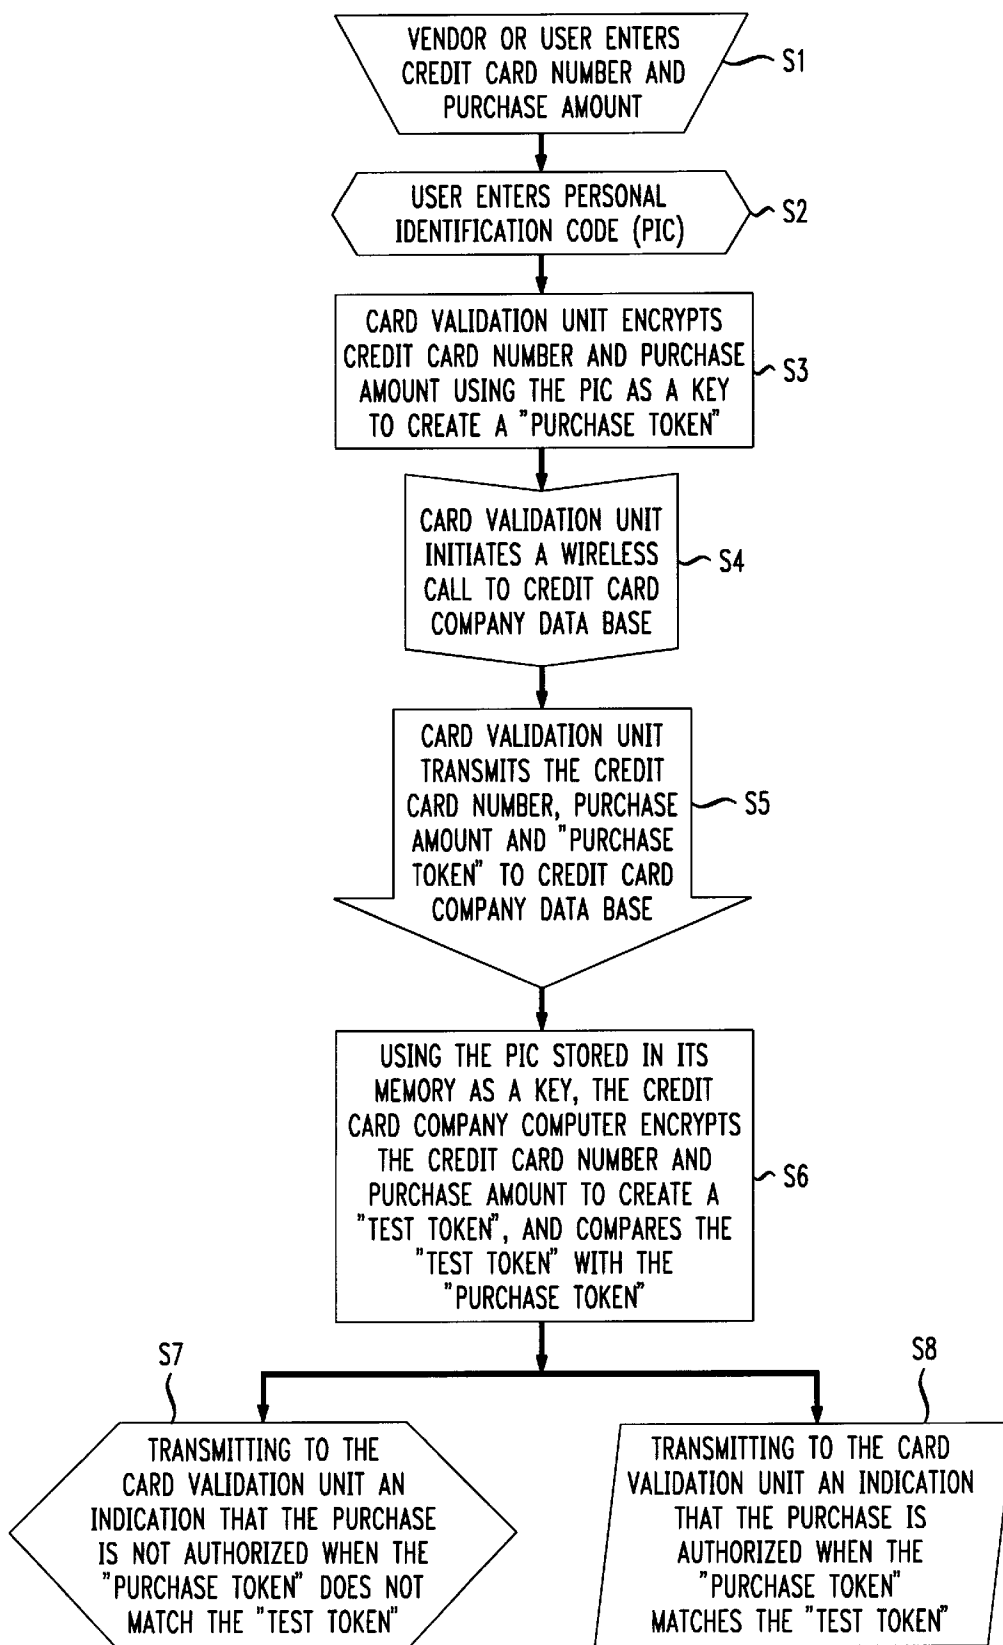 VENDOR OR USER ENTERS
CREDIT CARD NUMBER AND
PURCHASE AMOUNT
S1
USER ENTERS PERSONAL
IDENTIFICATION CODE (PIC)
S2
CARD VALIDATION UNIT ENCRYPTS
CREDIT CARD NUMBER AND PURCHASE
AMOUNT USING THE PIC AS A KEY
TO CREATE A "PURCHASE TOKEN"
S3
CARD VALIDATION UNIT
INITIATES A WIRELESS
CALL TO CREDIT CARD
COMPANY DATA BASE
S4
CARD VALIDATION UNIT
TRANSMITS THE CREDIT
CARD NUMBER, PURCHASE
AMOUNT AND "PURCHASE
TOKEN" TO CREDIT CARD
COMPANY DATA BASE
S5
USING THE PIC STORED IN ITS
MEMORY AS A KEY, THE CREDIT
CARD COMPANY COMPUTER ENCRYPTS
THE CREDIT CARD NUMBER AND
PURCHASE AMOUNT TO CREATE A
"TEST TOKEN", AND COMPARES THE
"TEST TOKEN" WITH THE
"PURCHASE TOKEN"
S6
S7
TRANSMITTING TO THE
CARD VALIDATION UNIT AN
INDICATION THAT THE PURCHASE
IS NOT AUTHORIZED WHEN THE
"PURCHASE TOKEN" DOES NOT
MATCH THE "TEST TOKEN"
S8
TRANSMITTING TO THE CARD
VALIDATION UNIT AN INDICATION
THAT THE PURCHASE IS
AUTHORIZED WHEN THE
"PURCHASE TOKEN"
MATCHES THE "TEST TOKEN"